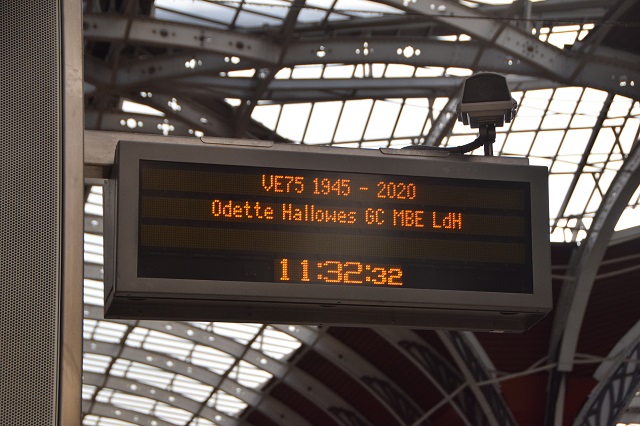 VE75 1945 - 2020
Odette Hallowes GC MBE LdH
11:32:32